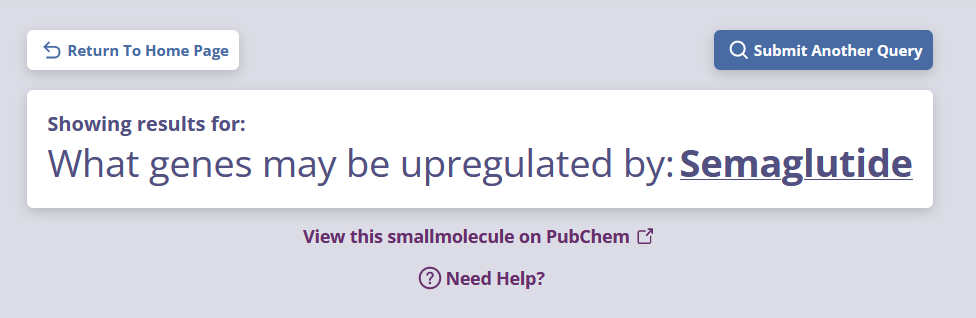 Return To Home Page
Submit Another Query
Showing results for:
What genes may be upregulated by: Semaglutide
View this smallmolecule on PubChem
Need Help?